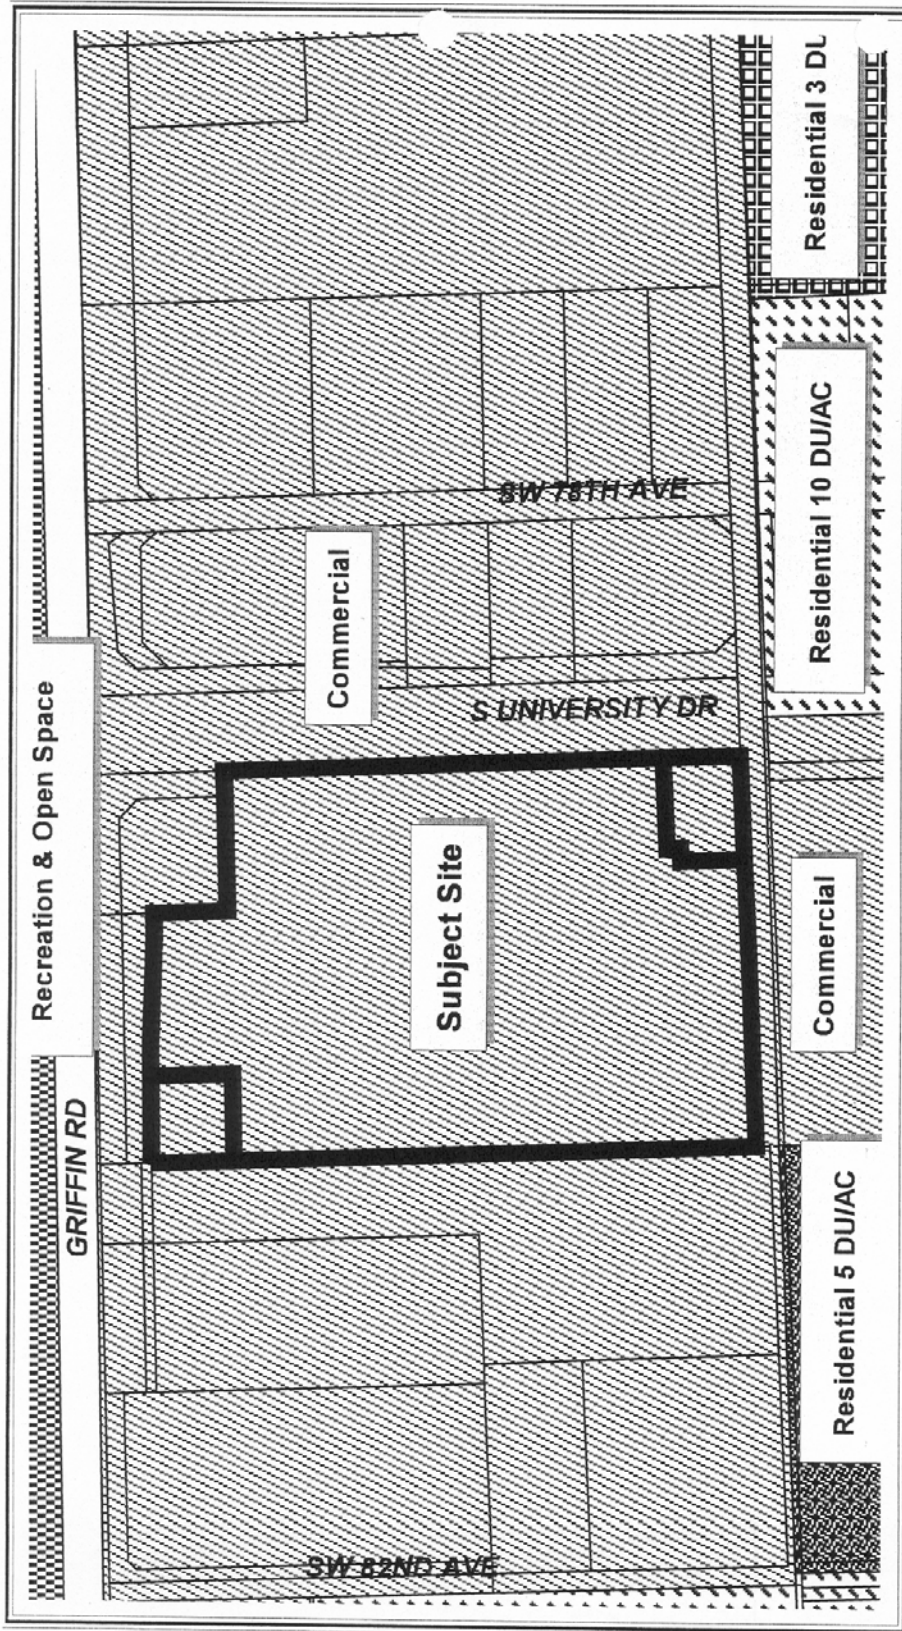 Recreation & Open Space
GRIFFIN RD
SW 82ND AVE
Subject Site
S UNIVERSITY DR
Commercial
SW 78TH AVE
Residential 5 DU/AC
Commercial
Residential 10 DU/AC
Residential 3 DU